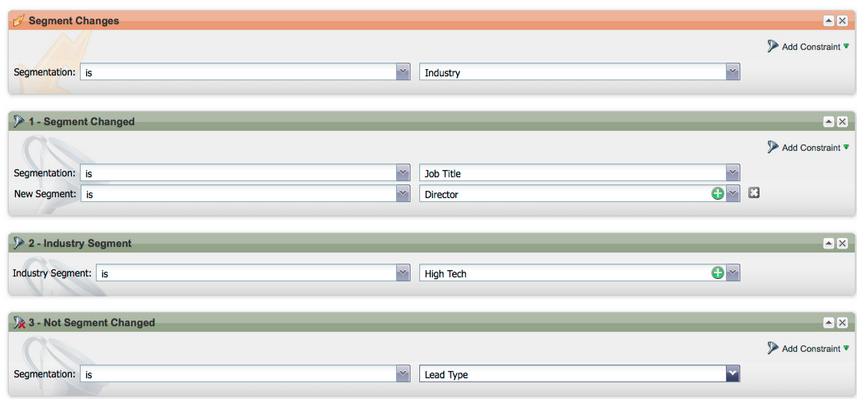 Segment Changes
Add Constraint
Segmentation: is Industry
1 - Segment Changed
Add Constraint
Segmentation: is Job Title
New Segment: is Director
2 - Industry Segment
Industry Segment: is High Tech
3 - Not Segment Changed
Add Constraint
Segmentation: is Lead Type